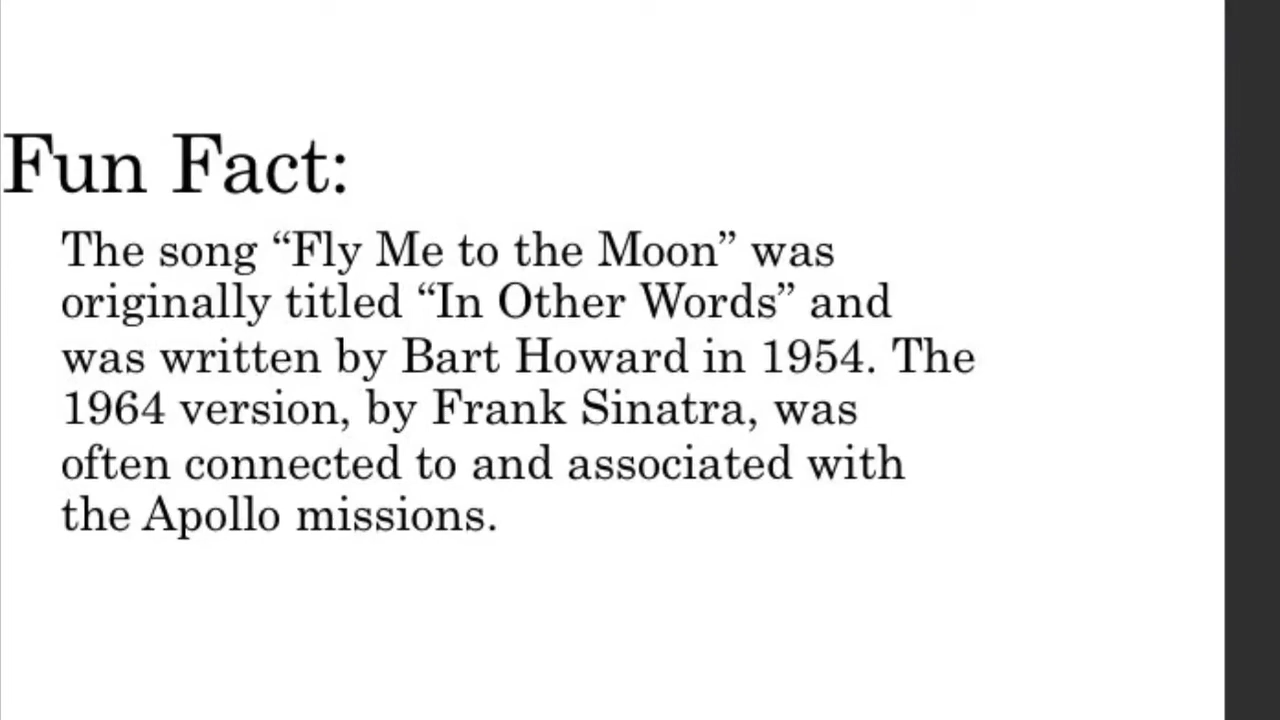 Fun Fact:
The song “Fly Me to the Moon” was
originally titled “In Other Words” and
was written by Bart Howard in 1954. The
1964 version, by Frank Sinatra, was
often connected to and associated with
the Apollo missions.